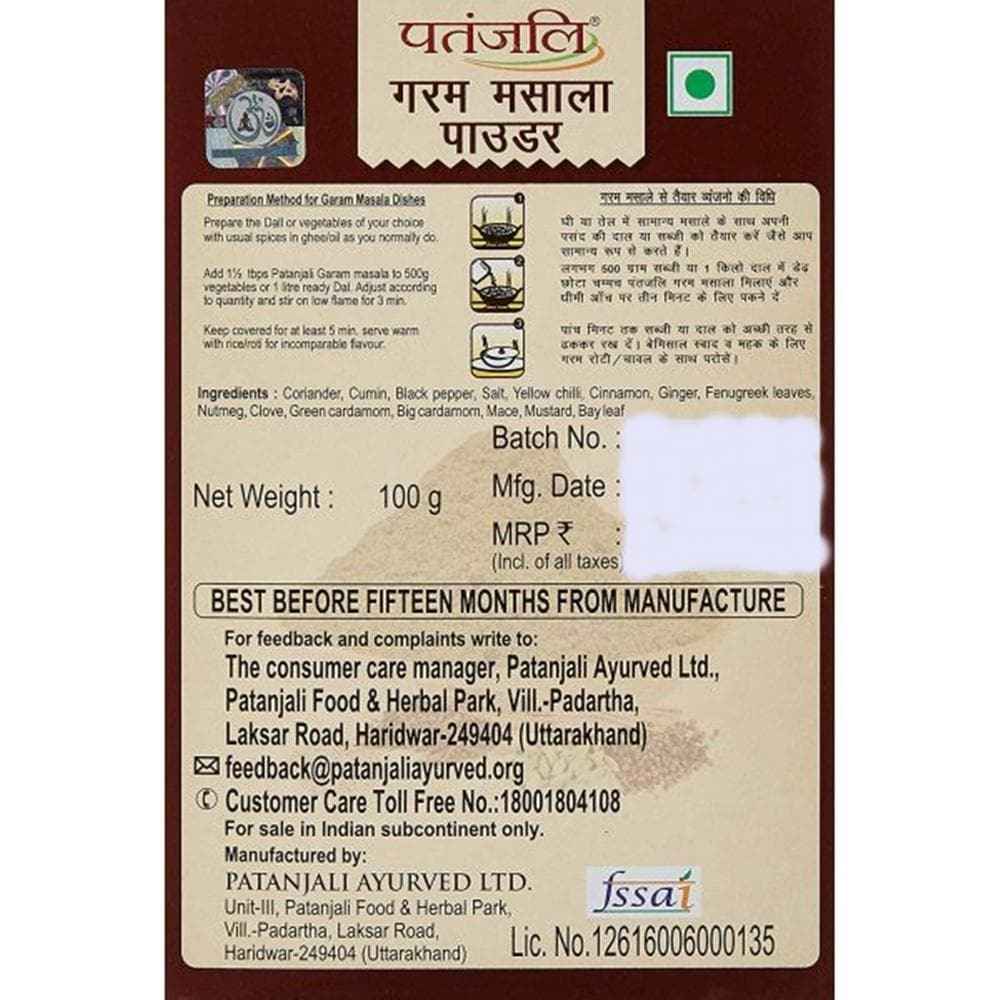 पतंजलि®
गरम मसाला
पाउडर
Preparation Method for Garam Masala Dishes
Prepare the Dall or vegetables of your choice
with usual spices in ghee/oil as you normally do.
1
Add 1½ tbps Patanjali Garam masala to 500g
vegetables or 1 litre ready Dal. Adjust according
to quantity and stir on low flame for 3 min.
2
Keep covered for at least 5 min, serve warm
with rice/roti for incomparable flavour.
3
गरम मसाले से तैयार व्यंजनो की विधि
घी या तेल में सामान्य मसाले के साथ अपनी
पसंद की दाल या सब्जी को तैयार करें जैसे आप
सामान्य रूप से करते हैं।
लगभग 500 ग्राम सब्जी या 1 किलो दाल में डेढ़
छोटा चम्मच पतंजलि गरम मसाला मिलाएं और
धीमी आँच पर तीन मिनट के लिए पकने दें
पांच मिनट तक सब्जी या दाल को अच्छी तरह से
ढककर रख दें। बेमिसाल स्वाद व महक के लिए
गरम रोटी/चावल के साथ परोसे।
Ingredients : Coriander, Cumin, Black pepper, Salt, Yellow chilli, Cinnamon, Ginger, Fenugreek leaves,
Nutmeg, Clove, Green cardamom, Big cardamom, Mace, Mustard, Bay leaf
Batch No. :
Net Weight : 100 g
Mfg. Date :
MRP ₹ :
(Incl. of all taxes)
BEST BEFORE FIFTEEN MONTHS FROM MANUFACTURE
For feedback and complaints write to:
The consumer care manager, Patanjali Ayurved Ltd.,
Patanjali Food & Herbal Park, Vill.-Padartha,
Laksar Road, Haridwar-249404 (Uttarakhand)
feedback@patanjaliayurved.org
Customer Care Toll Free No.:18001804108
For sale in Indian subcontinent only.
Manufactured by:
PATANJALI AYURVED LTD.
Unit-III, Patanjali Food & Herbal Park,
Vill.-Padartha, Laksar Road,
Haridwar-249404 (Uttarakhand)
fssai
Lic. No.12616006000135